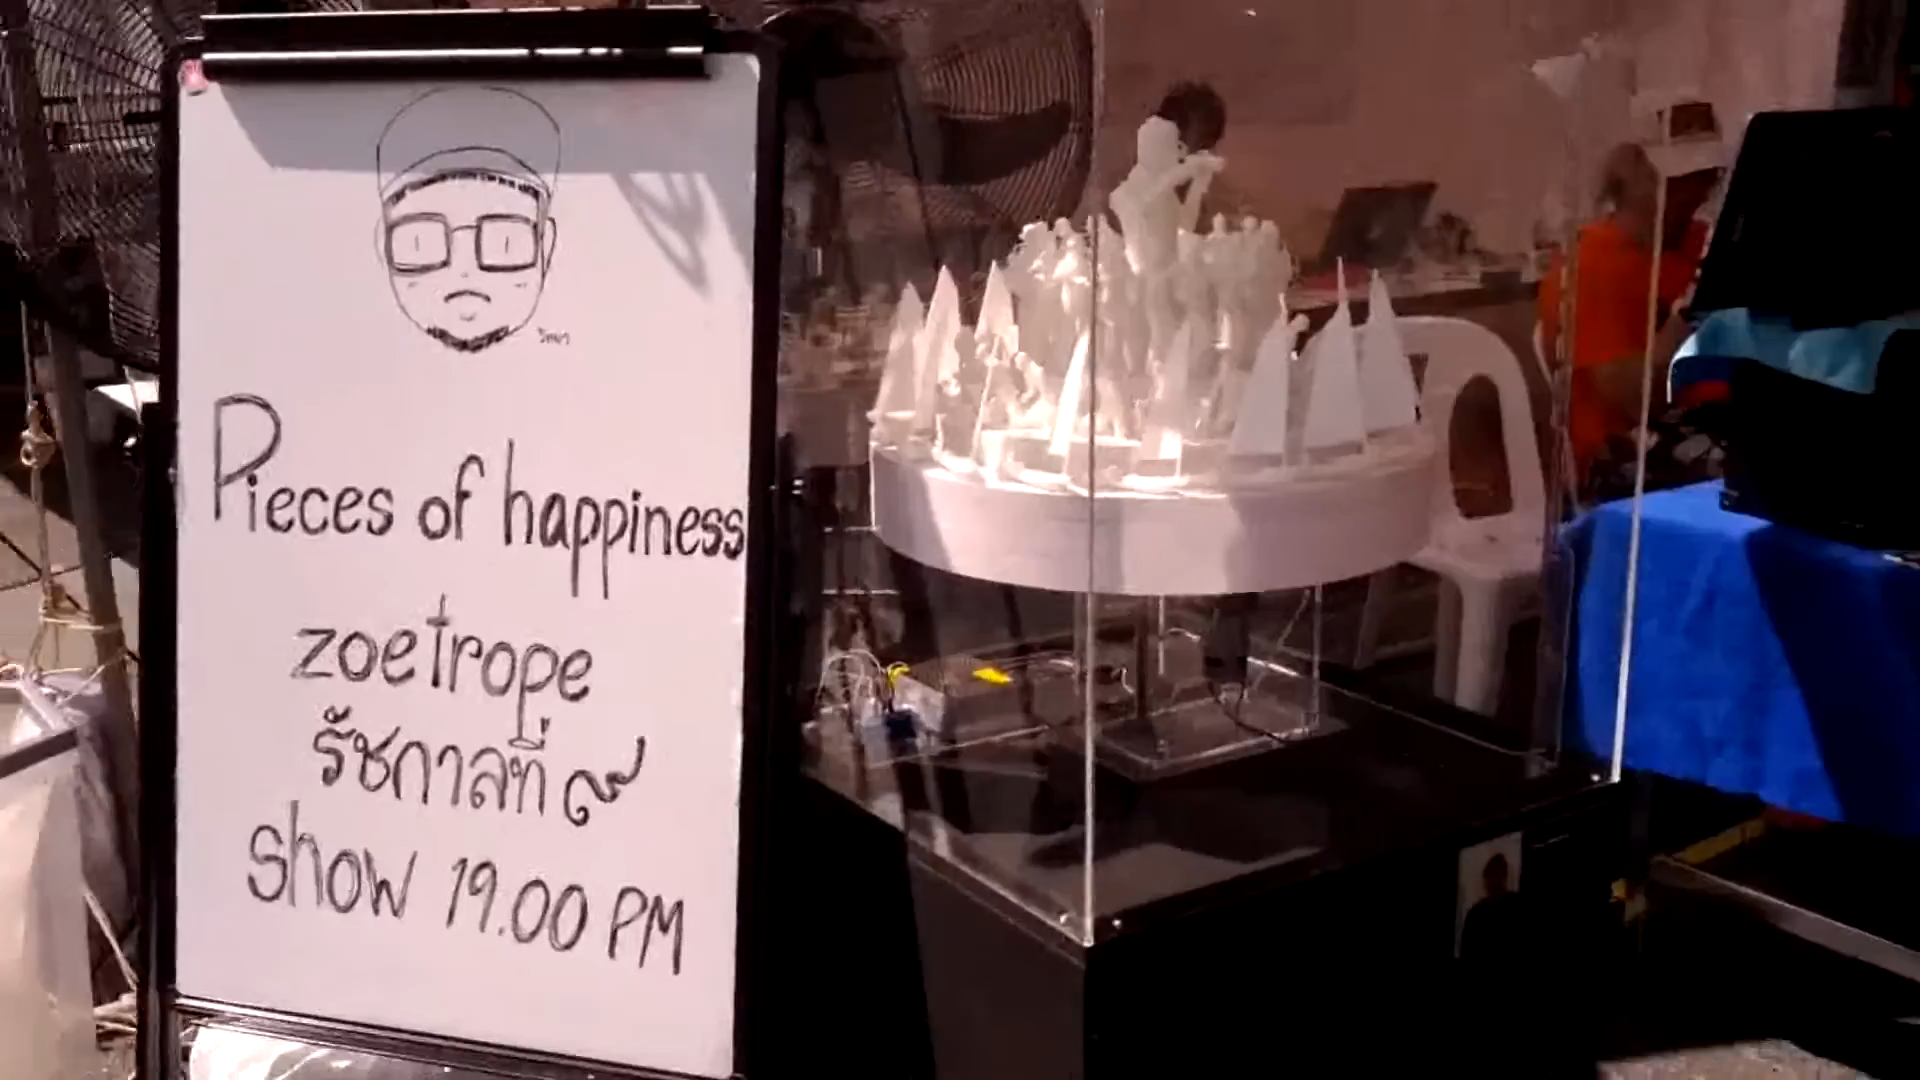 Pieces of happiness
zoetrope
รัชกาลที่ ๙
show 19.00 PM